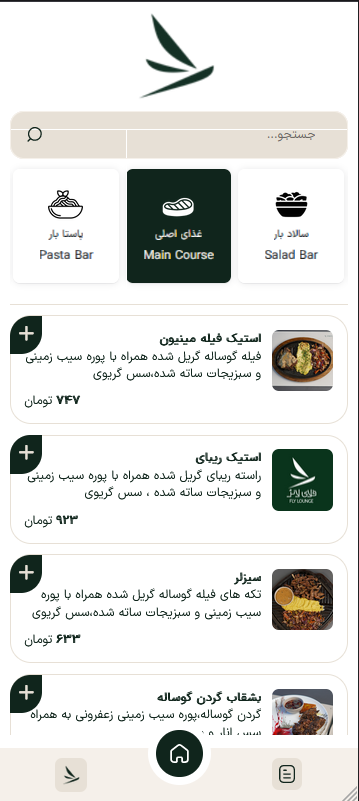 جستجو...
سالاد بار
Salad Bar
غذای اصلی
Main Course
پاستا بار
Pasta Bar
استیک فیله مینیون
فیله گوساله گریل شده همراه با پوره سیب زمینی
و سبزیجات ساته شده،سس گریوی
۷۴۷ تومان
استیک ریبای
راسته ریبای گریل شده همراه با پوره سیب زمینی
و سبزیجات ساته شده ، سس گریوی
۹۲۳ تومان
فلای لانژ
FLY LOUNGE
سیزلر
تکه های فیله گوساله گریل شده همراه با پوره
سیب زمینی و سبزیجات ساته شده،سس گریوی
۶۳۳ تومان
بشقاب گردن گوساله
گردن گوساله،پوره سیب زمینی زعفرونی به همراه
سس انار و